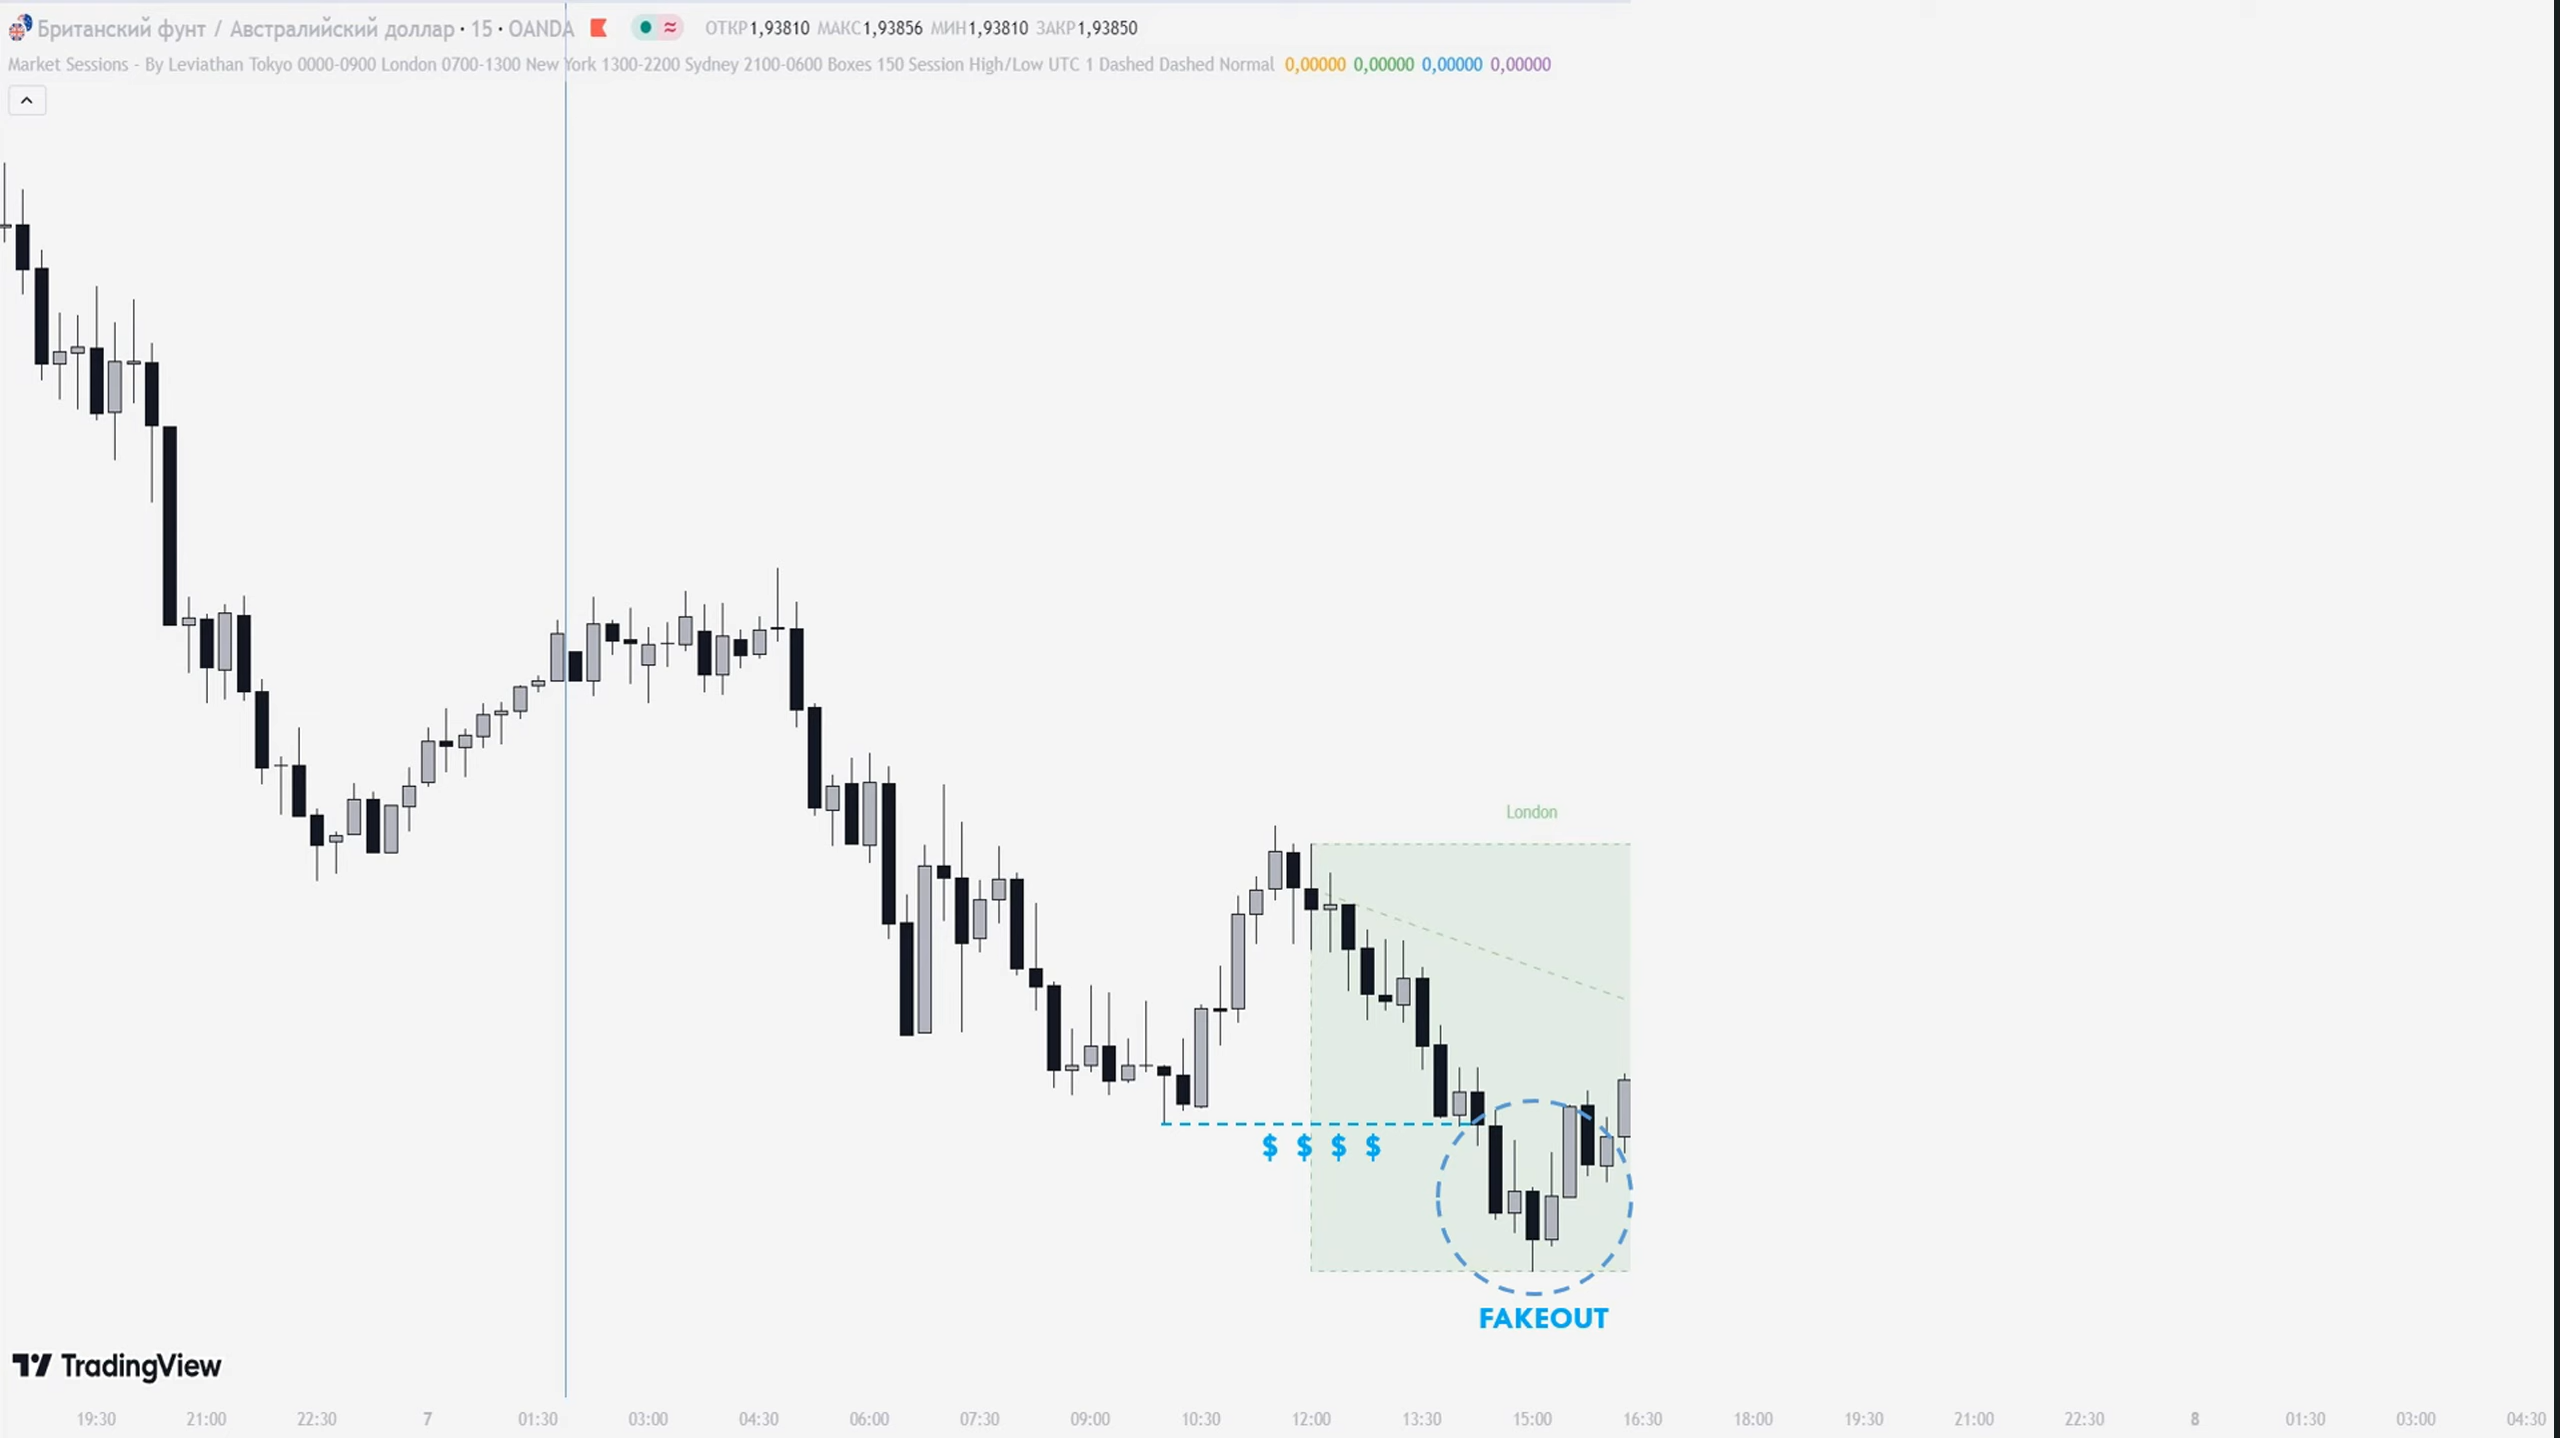 Британский фунт / Австралийский доллар · 15 · OANDA ОТКР1,93810 МАКС1,93856 МИН1,93810 ЗАКР1,93850
Market Sessions - By Leviathan Tokyo 0000-0900 London 0700-1300 New York 1300-2200 Sydney 2100-0600 Boxes 150 Session High/Low UTC 1 Dashed Dashed Normal 0,00000 0,00000 0,00000 0,00000
London
$ $ $ $
FAKEOUT
TradingView
19:30 21:00 22:30 7 01:30 03:00 04:30 06:00 07:30 09:00 10:30 12:00 13:30 15:00 16:30 18:00 19:30 21:00 22:30 8 01:30 03:00 04:30